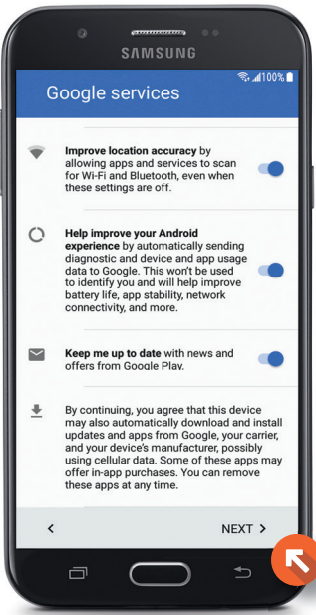 SAMSUNG
100%
Google services
Improve location accuracy by
allowing apps and services to scan
for Wi-Fi and Bluetooth, even when
these settings are off.
Help improve your Android
experience by automatically sending
diagnostic and device and app usage
data to Google. This won't be used
to identify you and will help improve
battery life, app stability, network
connectivity, and more.
Keep me up to date with news and
offers from Google Play.
By continuing, you agree that this device
may also automatically download and install
updates and apps from Google, your carrier,
and your device's manufacturer, possibly
using cellular data. Some of these apps may
offer in-app purchases. You can remove
these apps at any time.
< NEXT >